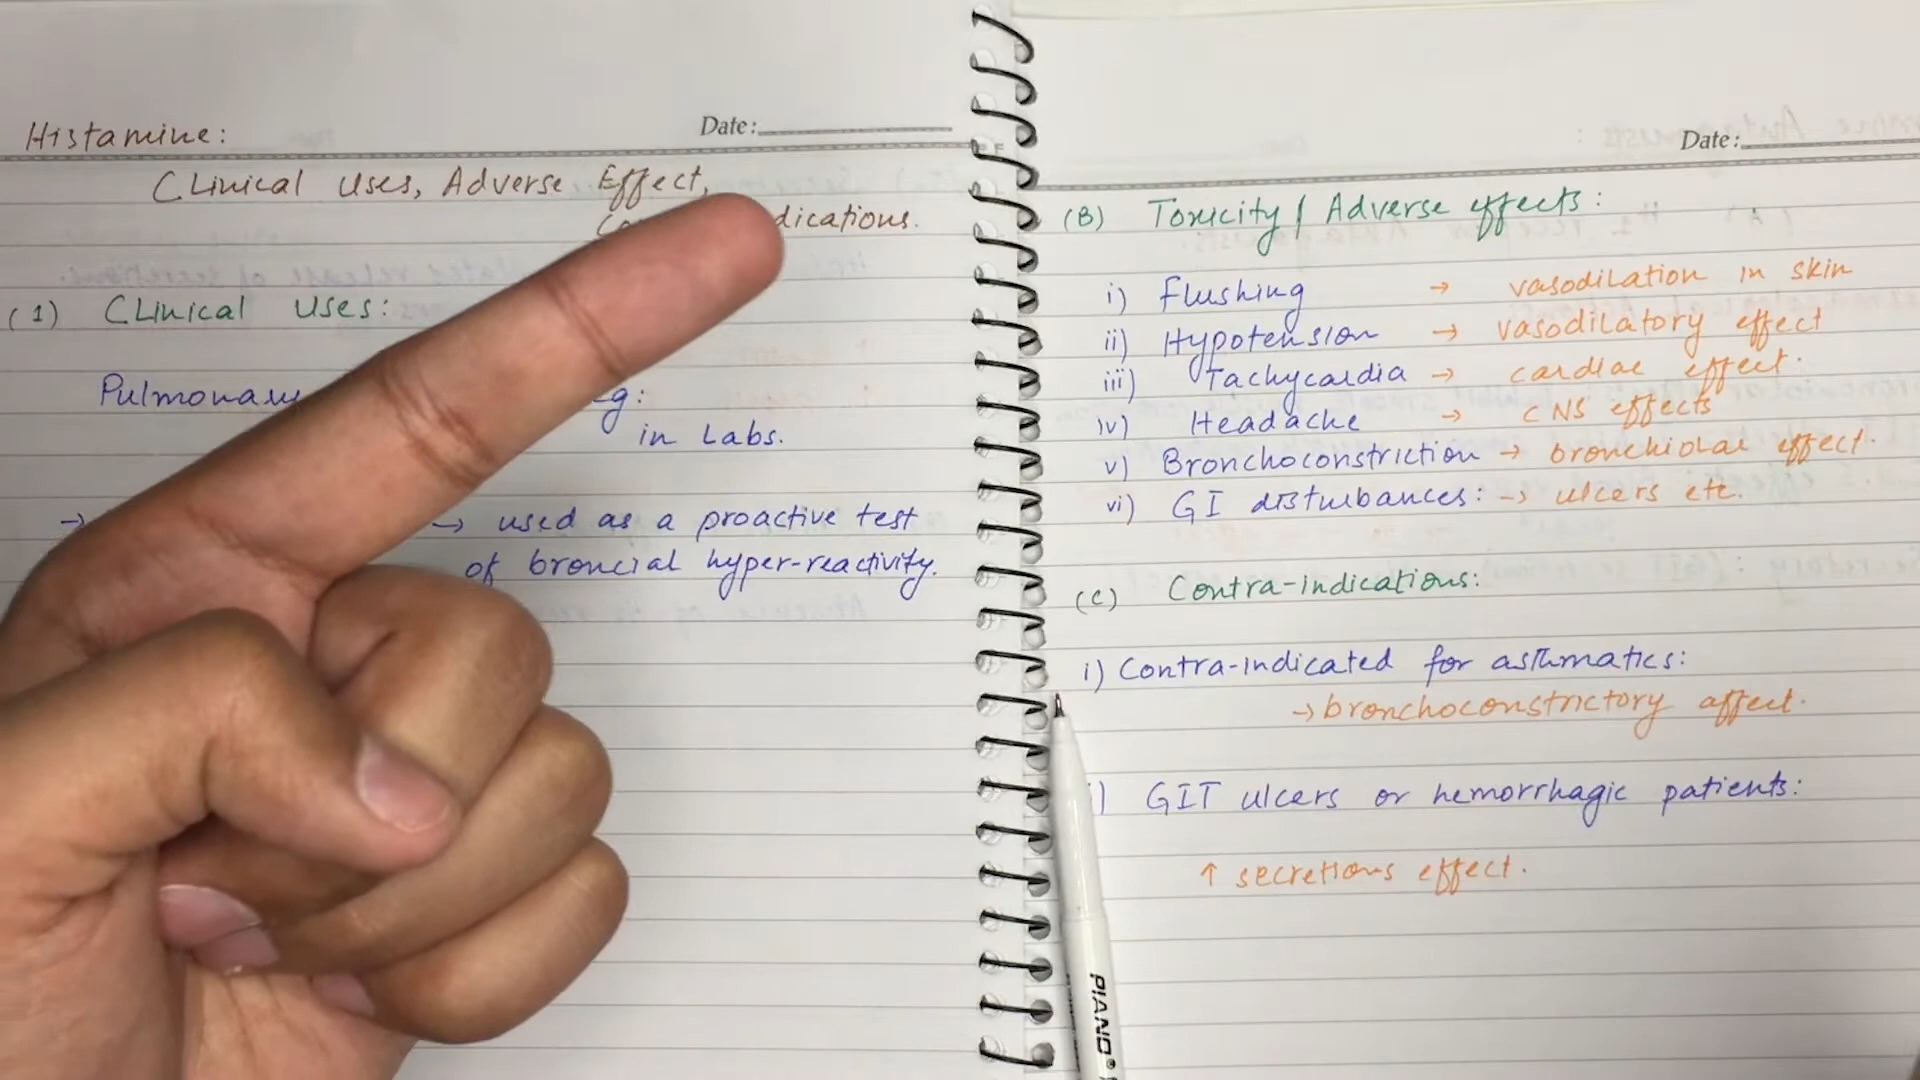 Histamine:
Date:
Clinical Uses, Adverse Effect,
dications.
(1) Clinical Uses:
Pulmonary
g:
in Labs.
→
→ used as a proactive test
of broncial hyper-reactivity.
Date:
(B) Toxicity / Adverse effects:
i) Flushing → vasodilation in skin
ii) Hypotension → vasodilatory effect
iii) Tachycardia → cardiac effect.
iv) Headache → CNS effects
v) Bronchoconstriction → bronchiolar effect.
vi) GI disturbances: → ulcers etc.
(C) Contra-indications:
i) Contra-indicated for asthmatics:
→ bronchoconstrictory affect.
) GIT ulcers or hemorrhagic patients:
↑ secretions effect.
PIANO